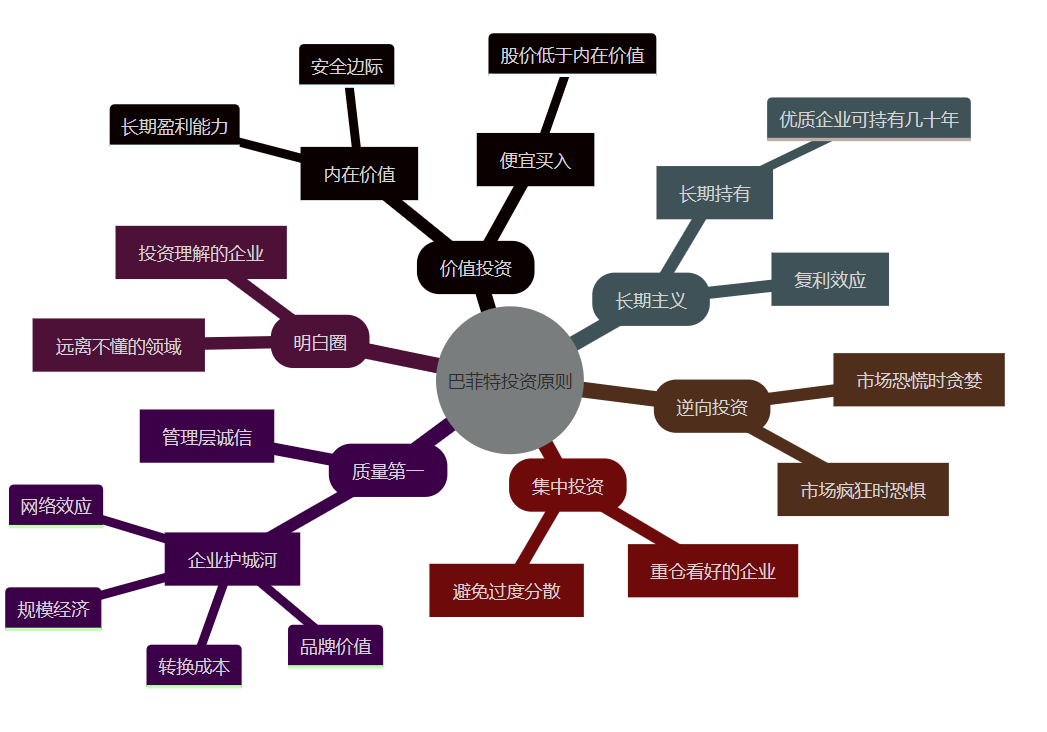 巴菲特投资原则
价值投资
内在价值
长期盈利能力
安全边际
便宜买入
股价低于内在价值
长期主义
长期持有
优质企业可持有几十年
复利效应
逆向投资
市场恐慌时贪婪
市场疯狂时恐惧
集中投资
重仓看好的企业
避免过度分散
质量第一
管理层诚信
企业护城河
网络效应
规模经济
转换成本
品牌价值
明白圈
投资理解的企业
远离不懂的领域